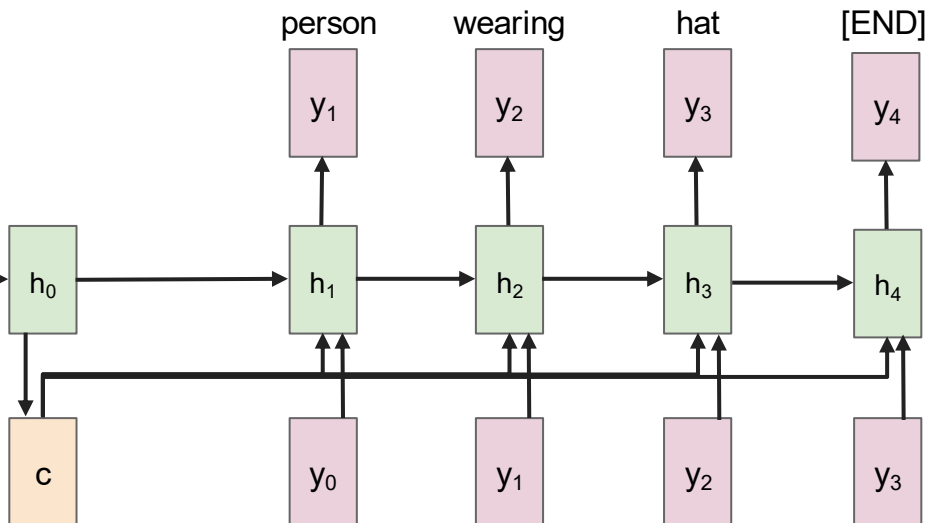 person wearing hat [END]
y₁ y₂ y₃ y₄
h₀ h₁ h₂ h₃ h₄
c y₀ y₁ y₂ y₃